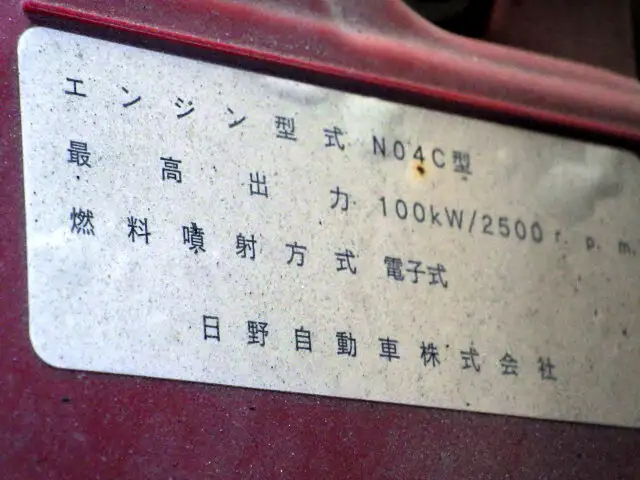 エンジン型式 N04C型
最高出力 100kW/2500r.p.m.
燃料噴射方式 電子式
日野自動車株式会社